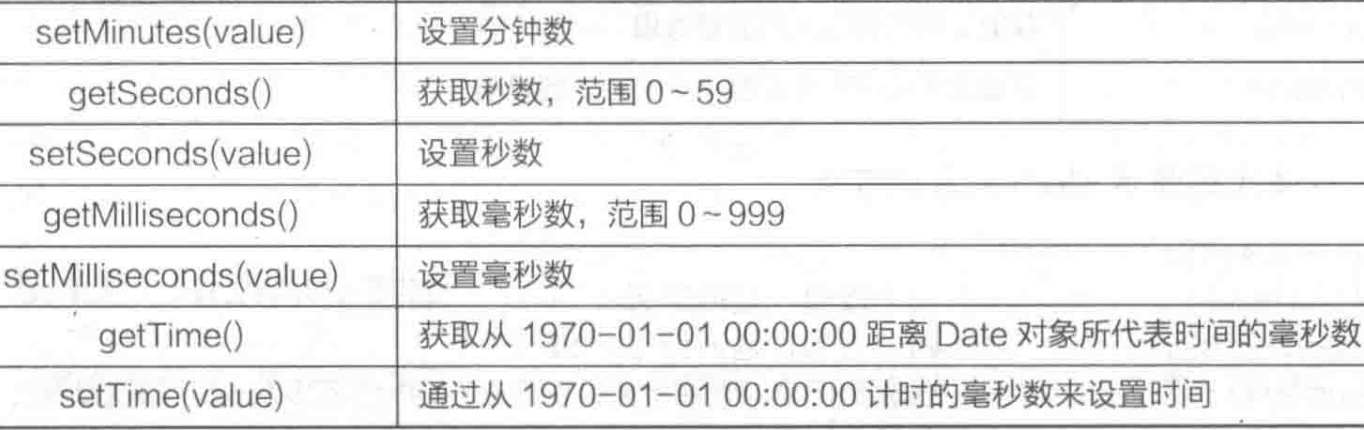 setMinutes(value) 设置分钟数
getSeconds() 获取秒数，范围 0~59
setSeconds(value) 设置秒数
getMilliseconds() 获取毫秒数，范围 0~999
setMilliseconds(value) 设置毫秒数
getTime() 获取从 1970-01-01 00:00:00 距离 Date 对象所代表时间的毫秒数
setTime(value) 通过从 1970-01-01 00:00:00 计时的毫秒数来设置时间